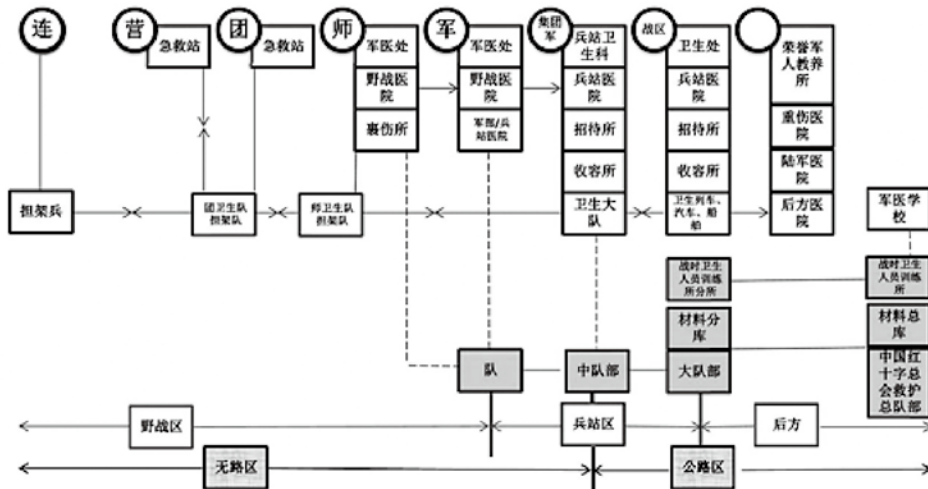 连
营
团
师
军
集团
军
战区
急救站
急救站
军医处
野战医
院
裹伤所
军医处
野战医
院
军部/兵
站医院
兵站卫
生科
兵站医
院
招待所
收容所
卫生大
队
卫生处
兵站医
院
招待所
收容所
卫生列车、
汽车、船
舶
荣誉军
人教养
所
重伤医
院
陆军医
院
后方医
院
担架兵
团卫生队
担架队
师卫生队
担架队
军医学
校
战时卫生
人员训练
所分所
战时卫生
人员训练
所
材料分
库
材料总
库
队
中队部
大队部
中国红
十字总
会救护
总队部
野战区
兵站区
后方
无路区
公路区